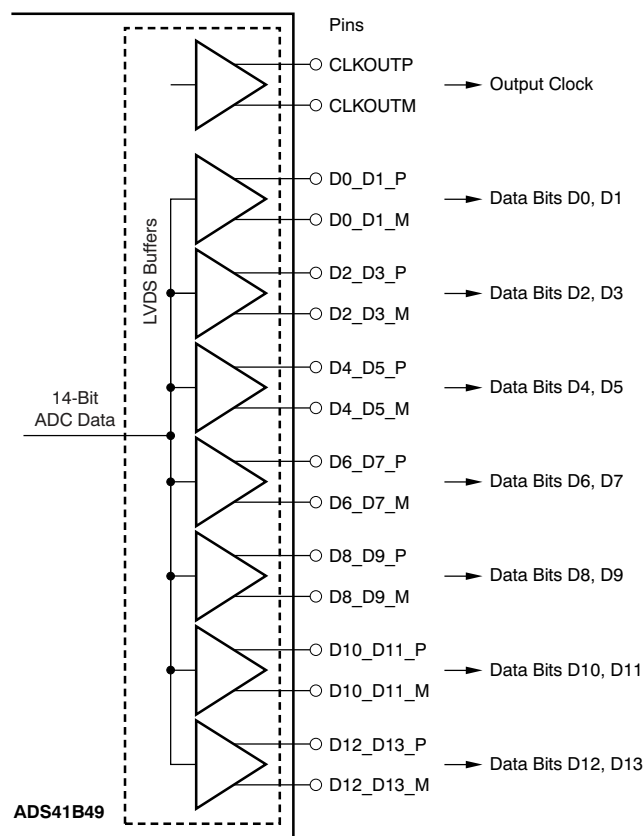 Pins
CLKOUTP
Output Clock
CLKOUTM
D0_D1_P
Data Bits D0, D1
D0_D1_M
LVDS Buffers
D2_D3_P
Data Bits D2, D3
D2_D3_M
D4_D5_P
Data Bits D4, D5
D4_D5_M
14-Bit
ADC Data
D6_D7_P
Data Bits D6, D7
D6_D7_M
D8_D9_P
Data Bits D8, D9
D8_D9_M
D10_D11_P
Data Bits D10, D11
D10_D11_M
D12_D13_P
Data Bits D12, D13
D12_D13_M
ADS41B49